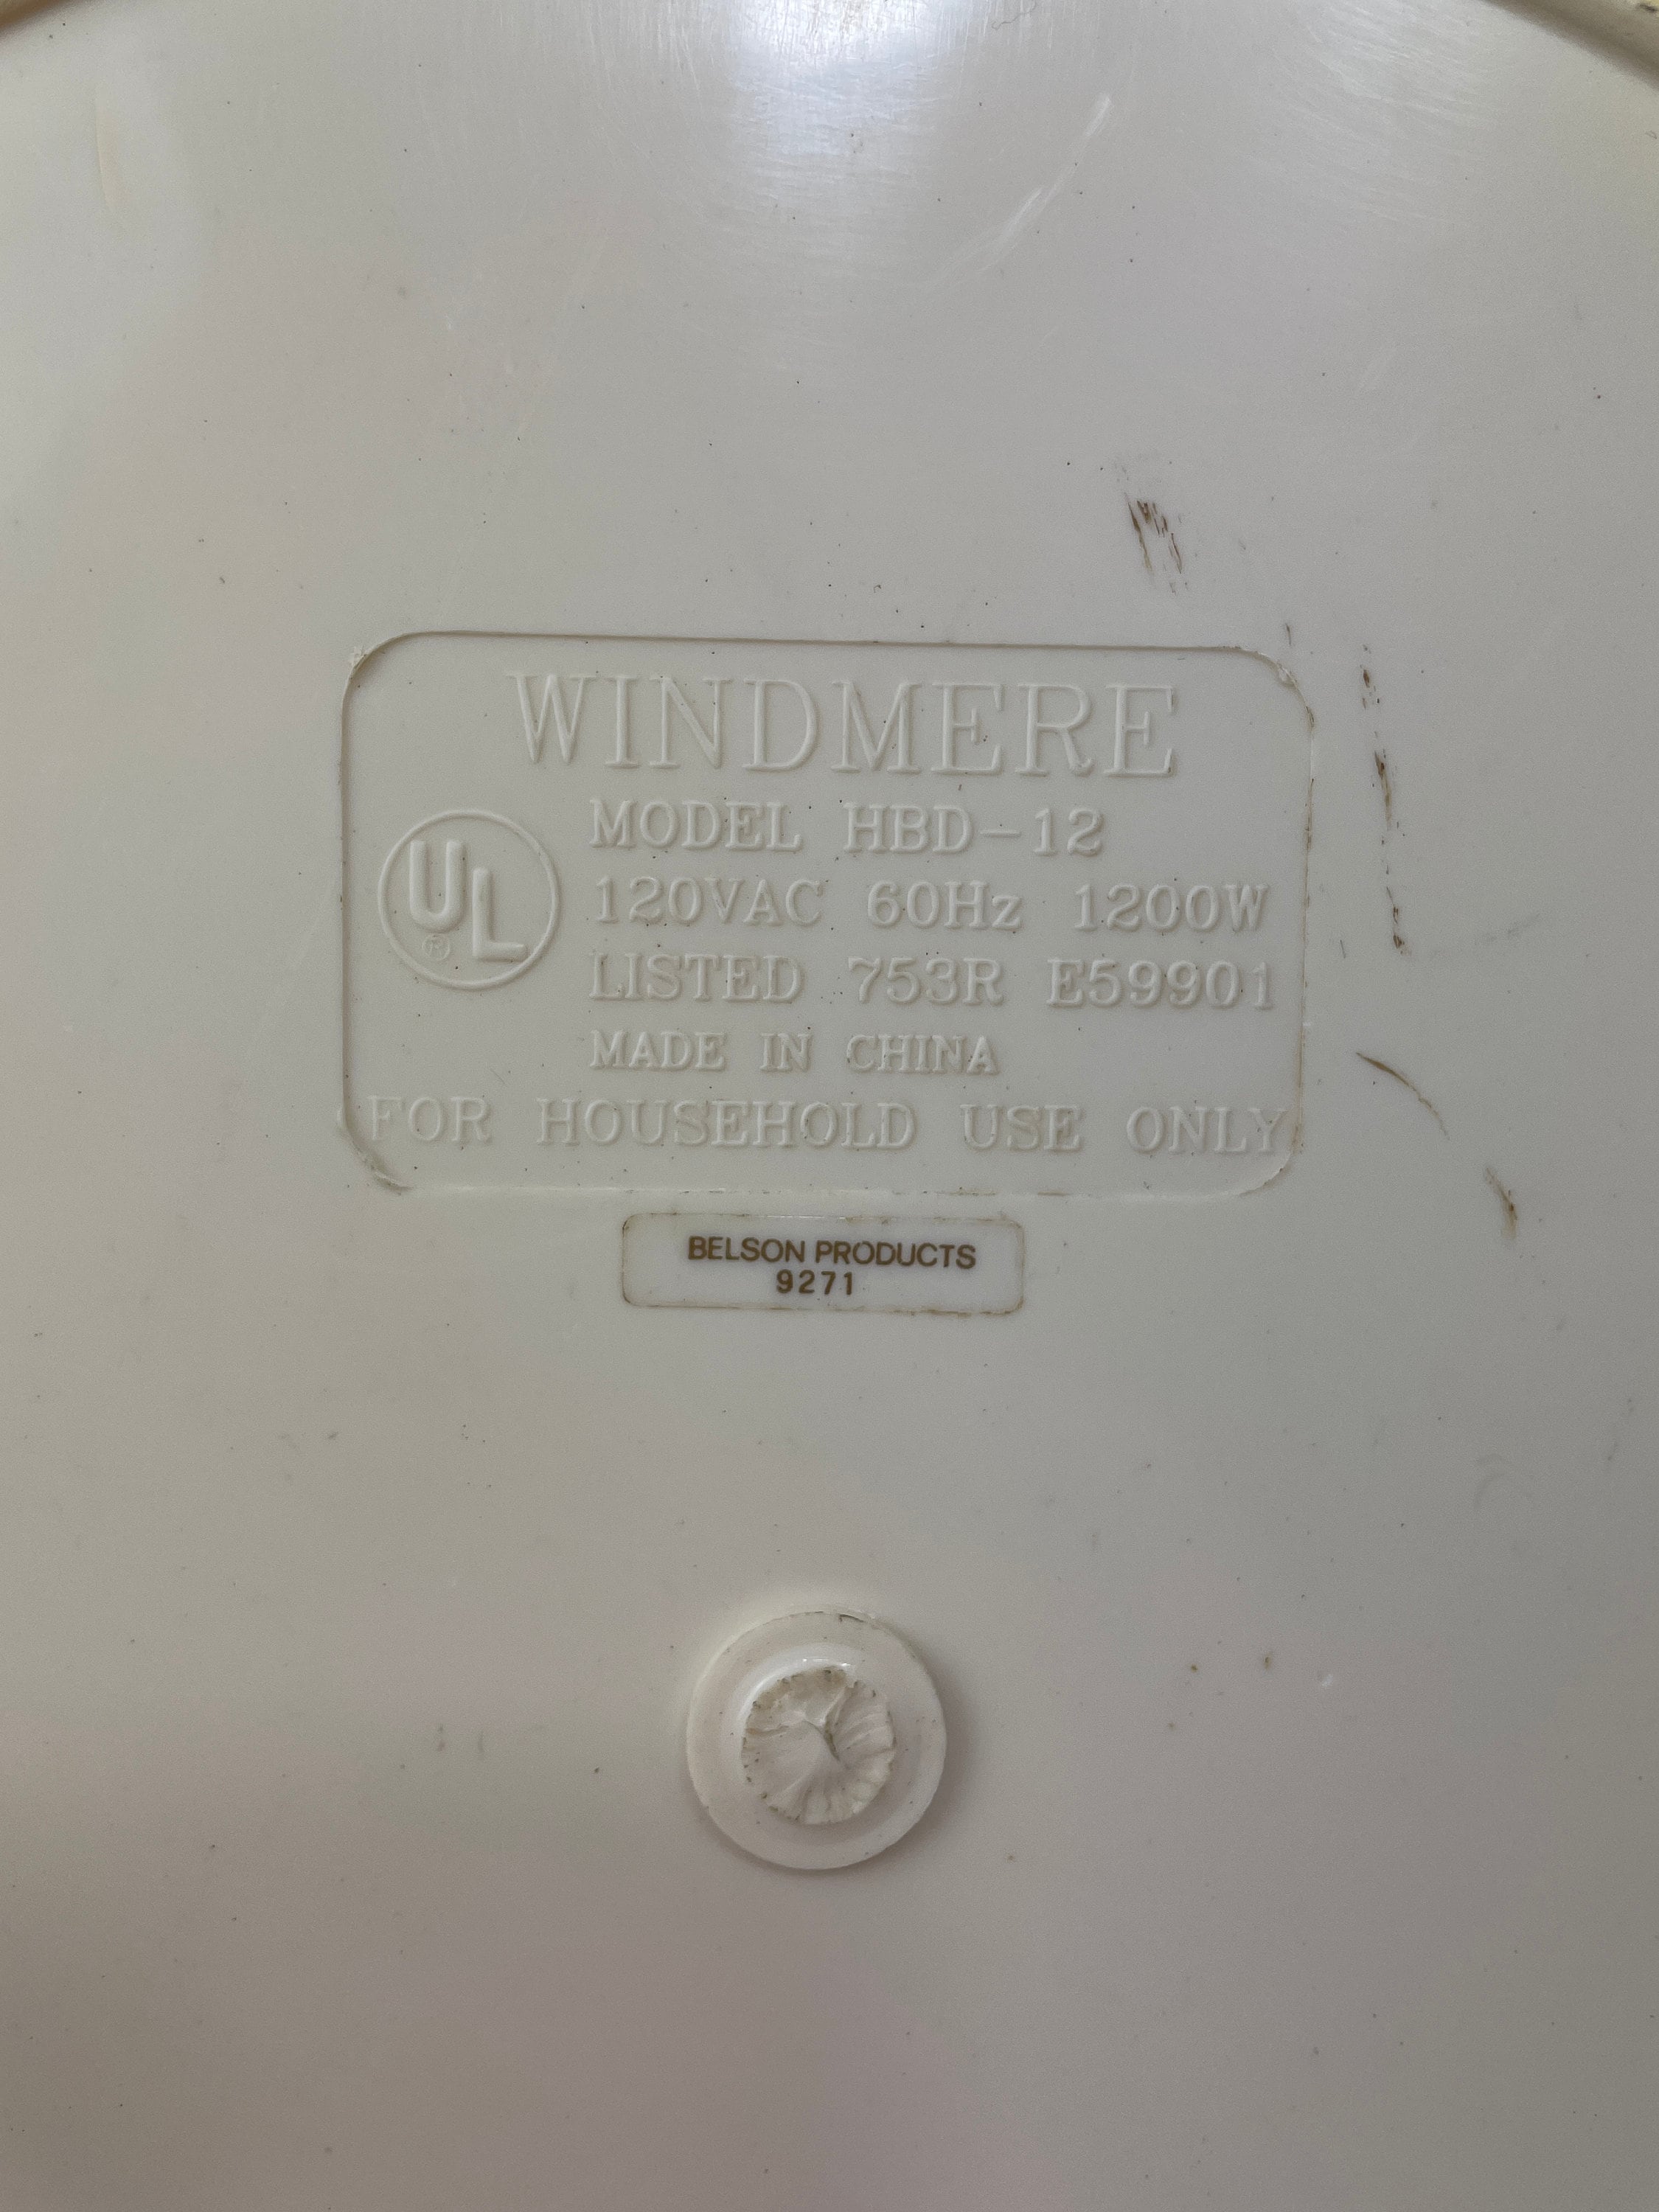 WINDMERE
MODEL HBD-12
UL
®
120VAC 60Hz 1200W
LISTED 753R E59901
MADE IN CHINA
FOR HOUSEHOLD USE ONLY
BELSON PRODUCTS
9271